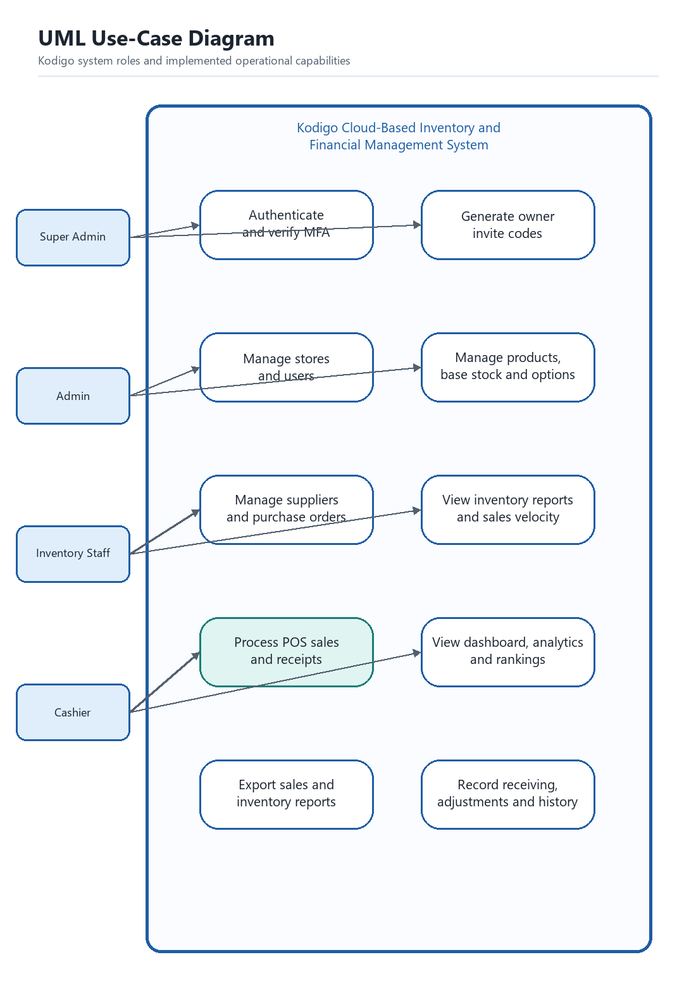 UML Use-Case Diagram
Kodigo system roles and implemented operational capabilities
Kodigo Cloud-Based Inventory and
Financial Management System
Super Admin
Authenticate
and verify MFA
Generate owner
invite codes
Admin
Manage stores
and users
Manage products,
base stock and options
Inventory Staff
Manage suppliers
and purchase orders
View inventory reports
and sales velocity
Cashier
Process POS sales
and receipts
View dashboard, analytics
and rankings
Export sales and
inventory reports
Record receiving,
adjustments and history